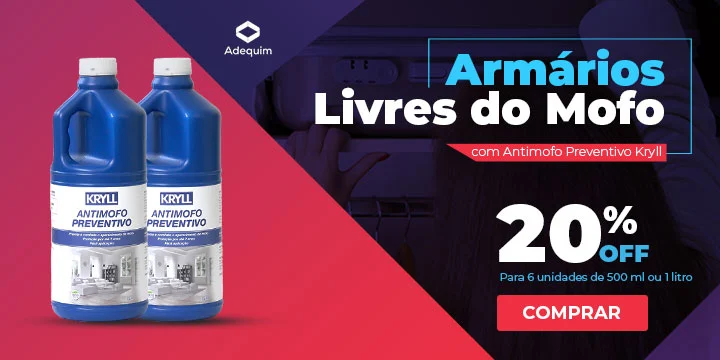 Adequim
Armários
Livres do Mofo
com Antimofo Preventivo Kryll
KRYLL
ANTIMOFO
PREVENTIVO
KRYLL
ANTIMOFO
PREVENTIVO
20%
OFF
Para 6 unidades de 500 ml ou 1 litro
COMPRAR